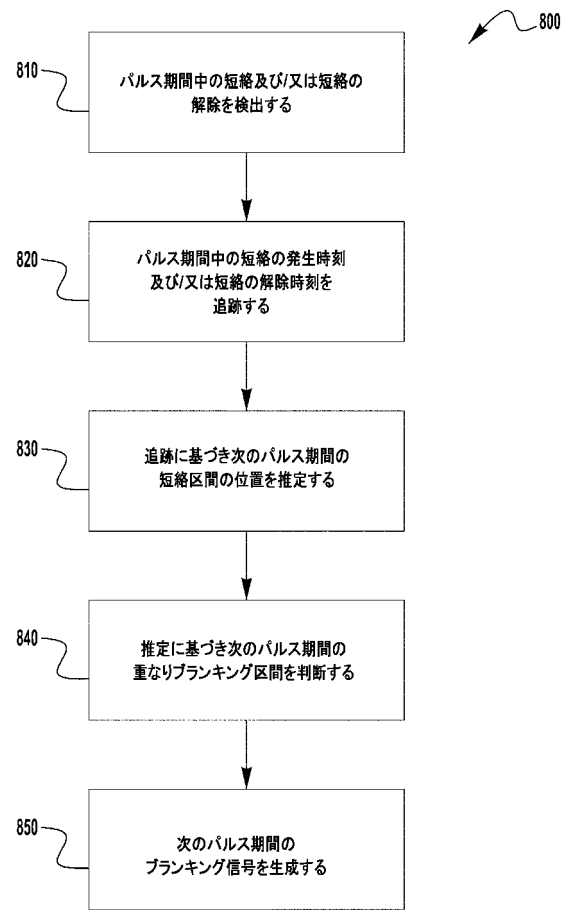 800
810
パルス期間中の短絡及び/又は短絡の
解除を検出する
820
パルス期間中の短絡の発生時刻
及び/又は短絡の解除時刻を
追跡する
830
追跡に基づき次のパルス期間の
短絡区間の位置を推定する
840
推定に基づき次のパルス期間の
重なりブランキング区間を判断する
850
次のパルス期間の
ブランキング信号を生成する